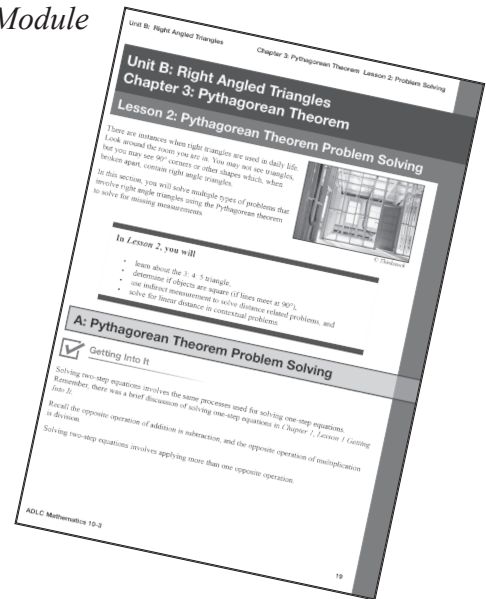 Module
Unit B: Right Angled Triangles
Chapter 3: Pythagorean Theorem Lesson 2: Problem Solving
Unit B: Right Angled Triangles
Chapter 3: Pythagorean Theorem
Lesson 2: Pythagorean Theorem Problem Solving
There are instances when right triangles are used in daily life.
Look around the room you are in. You may not see triangles,
but you may see 90° corners or other shapes which, when
broken apart, contain right angle triangles.
In this section, you will solve multiple types of problems that
involve right angle triangles using the Pythagorean theorem
to solve for missing measurements.
© Thinkstock
In Lesson 2, you will
• learn about the 3: 4: 5 triangle,
• determine if objects are square (if lines meet at 90°),
• use indirect measurement to solve distance related problems, and
• solve for linear distance in contextual problems.
A: Pythagorean Theorem Problem Solving
Getting Into It
Solving two-step equations involves the same processes used for solving one-step equations.
Remember, there was a brief discussion of solving one-step equations in Chapter 1, Lesson 1 Getting
Into It.
Recall the opposite operation of addition is subtraction, and the opposite operation of multiplication
is division.
Solving two-step equations involves applying more than one opposite operation.
ADLC Mathematics 10-3
19